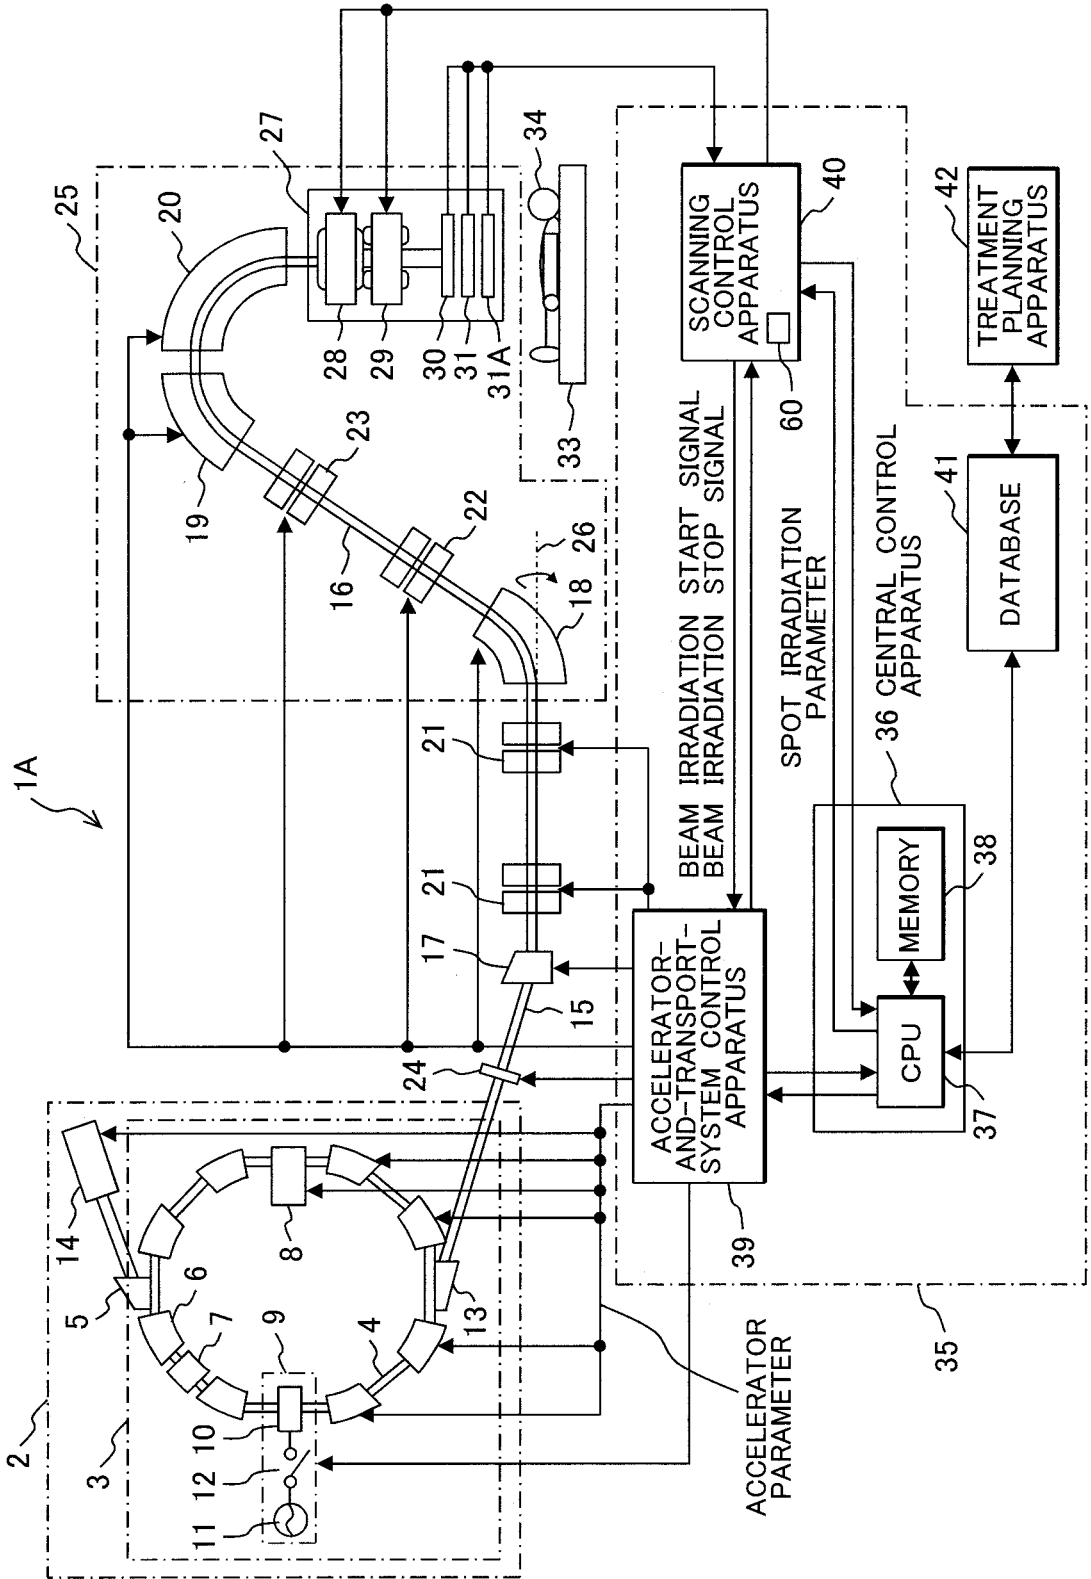 1A
2
3
14
5
6
7
9
10
12
11
4
8
13
24
15
17
21
21
25
20
19
23
16
22
26
18
27
28
29
30
31
31A
34
33
ACCELERATOR-
AND-TRANSPORT-
SYSTEM CONTROL
APPARATUS
39
ACCELERATOR
PARAMETER
35
BEAM IRRADIATION START SIGNAL
BEAM IRRADIATION STOP SIGNAL
SPOT IRRADIATION
PARAMETER
SCANNING
CONTROL
APPARATUS
60
40
36 CENTRAL CONTROL
APPARATUS
MEMORY
38
CPU
37
41
DATABASE
42
TREATMENT
PLANNING
APPARATUS